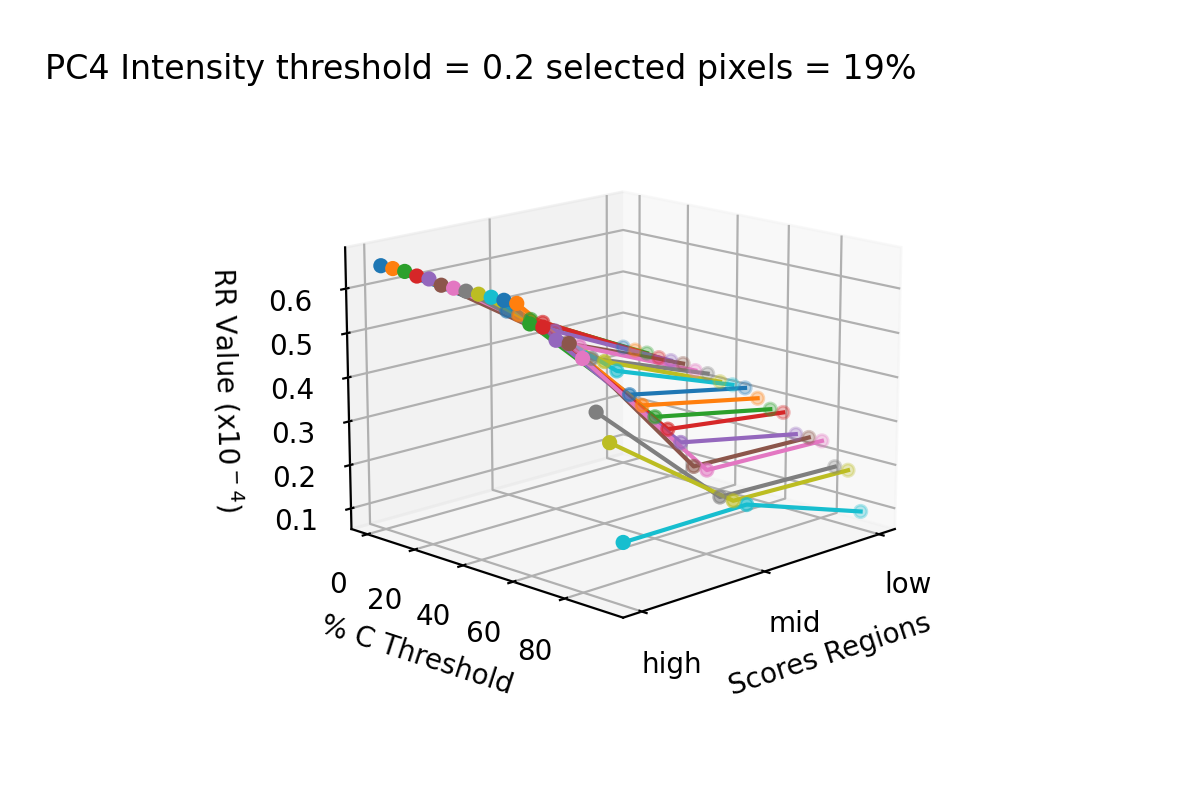 PC4 Intensity threshold = 0.2 selected pixels = 19%
RR Value (x10⁻⁴)
0.6
0.5
0.4
0.3
0.2
0.1
0
20
40
60
80
% C Threshold
high
mid
low
Scores Regions